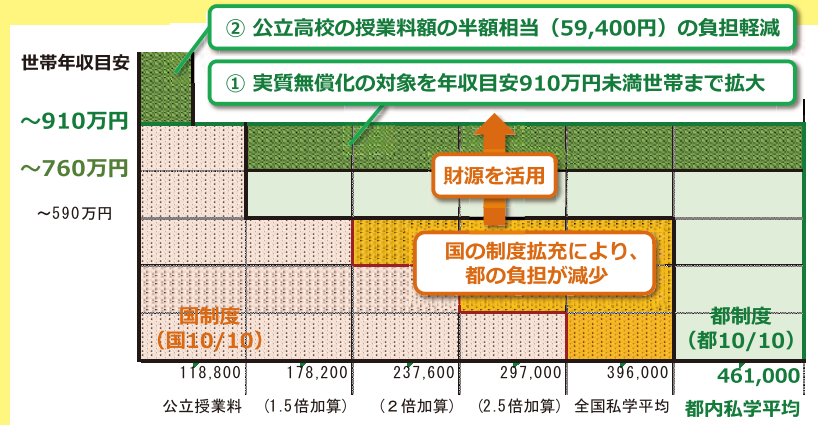 ② 公立高校の授業料額の半額相当（59,400円）の負担軽減
世帯年収目安
① 実質無償化の対象を年収目安910万円未満世帯まで拡大
～910万円
～760万円
財源を活用
～590万円
国の制度拡充により、
都の負担が減少
国制度
（国10/10）
都制度
（都10/10）
118,800
178,200
237,600
297,000
396,000
461,000
公立授業料
（1.5倍加算）
（２倍加算）
（2.5倍加算）
全国私学平均
都内私学平均